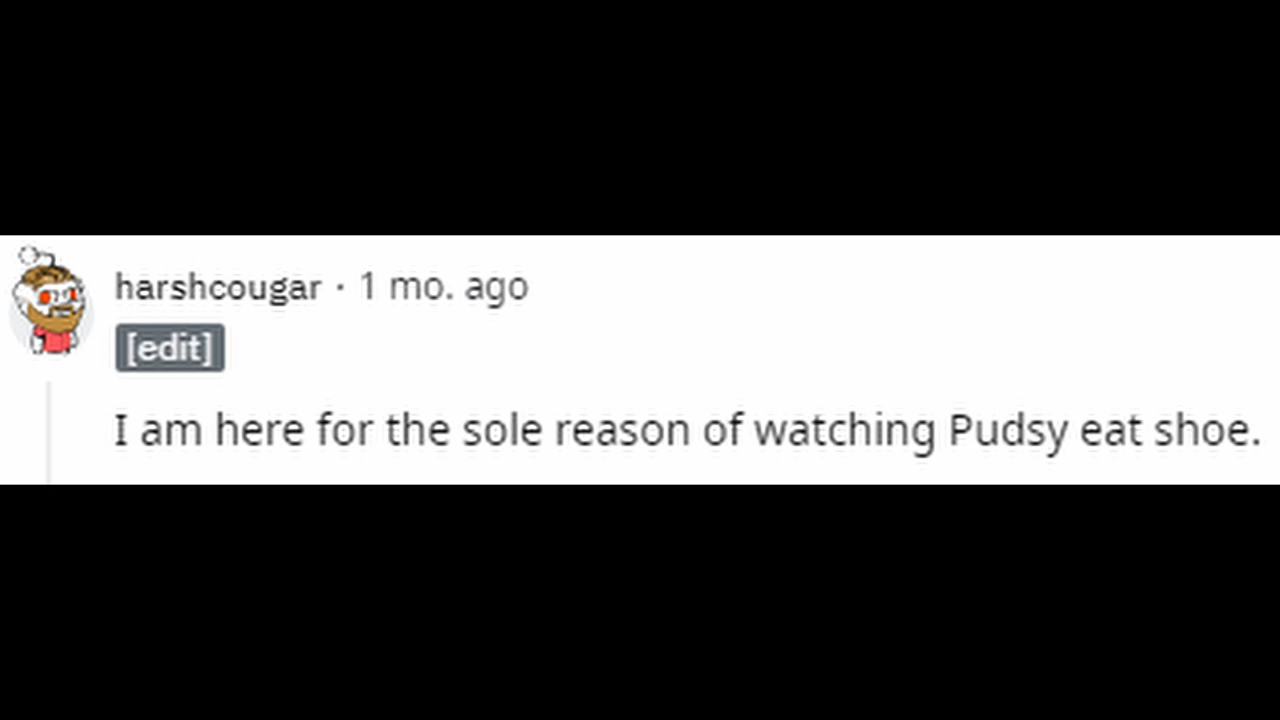 harshcougar · 1 mo. ago
[edit]
I am here for the sole reason of watching Pudsy eat shoe.